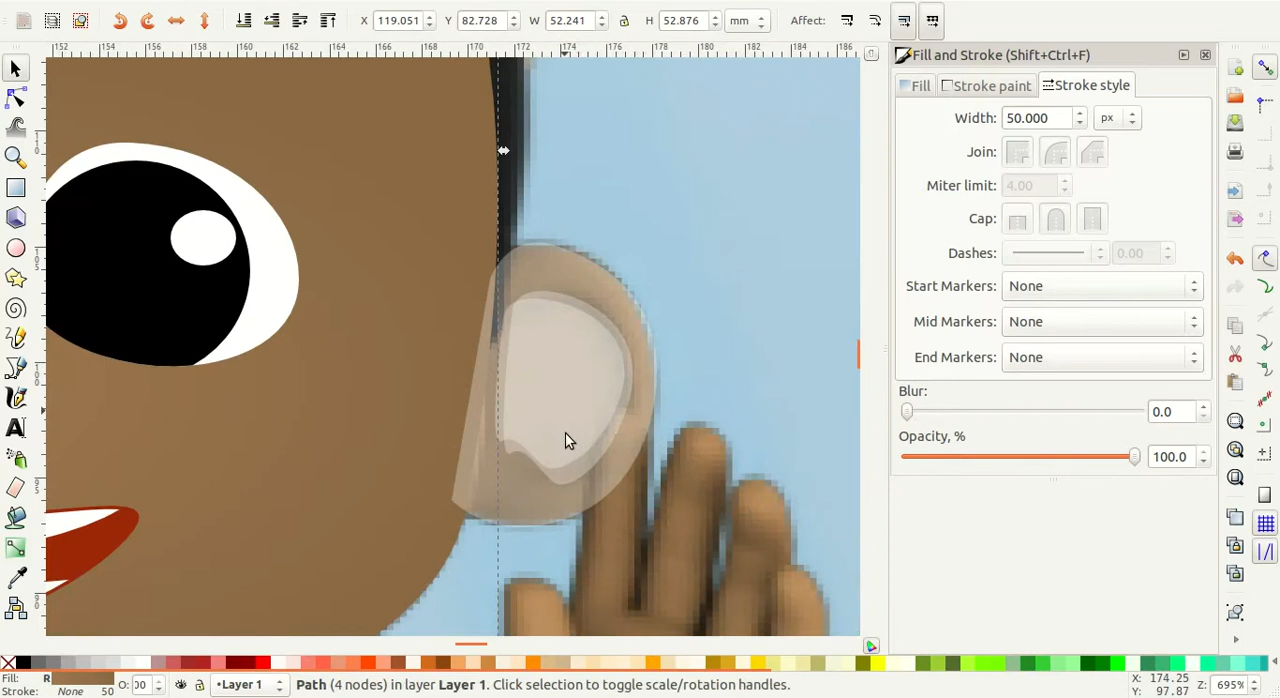 X 119.051 Y 82.728 W 52.241 H 52.876 mm Affect:
152 154 156 158 160 162 164 166 168 170 172 174 176 178 180 182 184 186
Fill and Stroke (Shift+Ctrl+F)
Fill Stroke paint Stroke style
Width: 50.000 px
Join:
Miter limit: 4.00
Cap:
Dashes: 0.00
Start Markers: None
Mid Markers: None
End Markers: None
Blur:
0.0
Opacity, %
100.0
Fill: R
Stroke: None 50 O: 00 •Layer 1 Path (4 nodes) in layer Layer 1. Click selection to toggle scale/rotation handles.
X: 174.25
Y: 97.87
Z: 695%